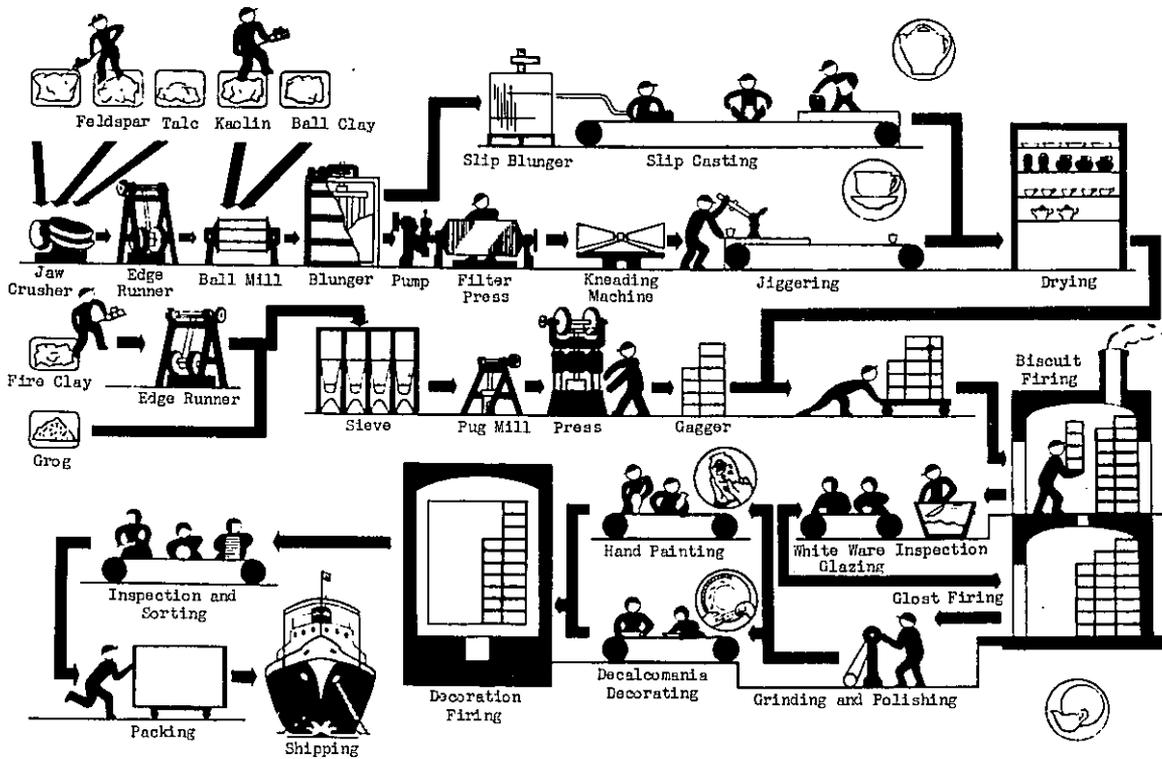 Feldspar Talc Kaolin Ball Clay
Slip Blunger
Slip Casting
Jaw
Crusher
Edge
Runner
Ball Mill
Blunger
Pump
Filter
Press
Kneading
Machine
Jiggering
Drying
Fire Clay
Edge Runner
Grog
Sieve
Pug Mill
Press
Gagger
Biscuit
Firing
Hand Painting
White Ware Inspection
Glazing
Glost Firing
Inspection and
Sorting
Decalcomania
Decorating
Grinding and Polishing
Decoration
Firing
Packing
Shipping